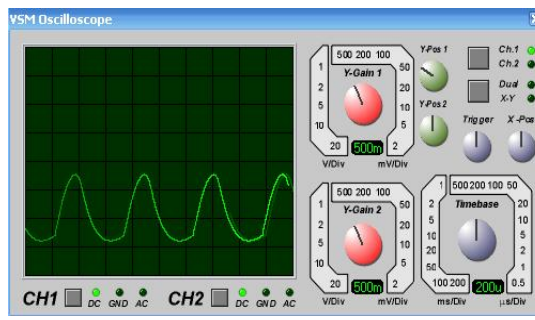 VSM Oscilloscope
500 200 100
1
50
Y-Gain 1
2
20
5
10
10
5
20
500m
2
V/Div
mV/Div
Y-Pos 1
Y-Pos 2
Ch.1
Ch.2
Dual
X-Y
Trigger
X-Pos
500 200 100
1
50
Y-Gain 2
2
20
5
10
10
5
20
500m
2
V/Div
mV/Div
1
500 200 100 50
Timebase
2
20
5
10
10
5
20
2
50
1
100 200
200u
0.5
ms/Div
µs/Div
CH1
DC GND AC
CH2
DC GND AC